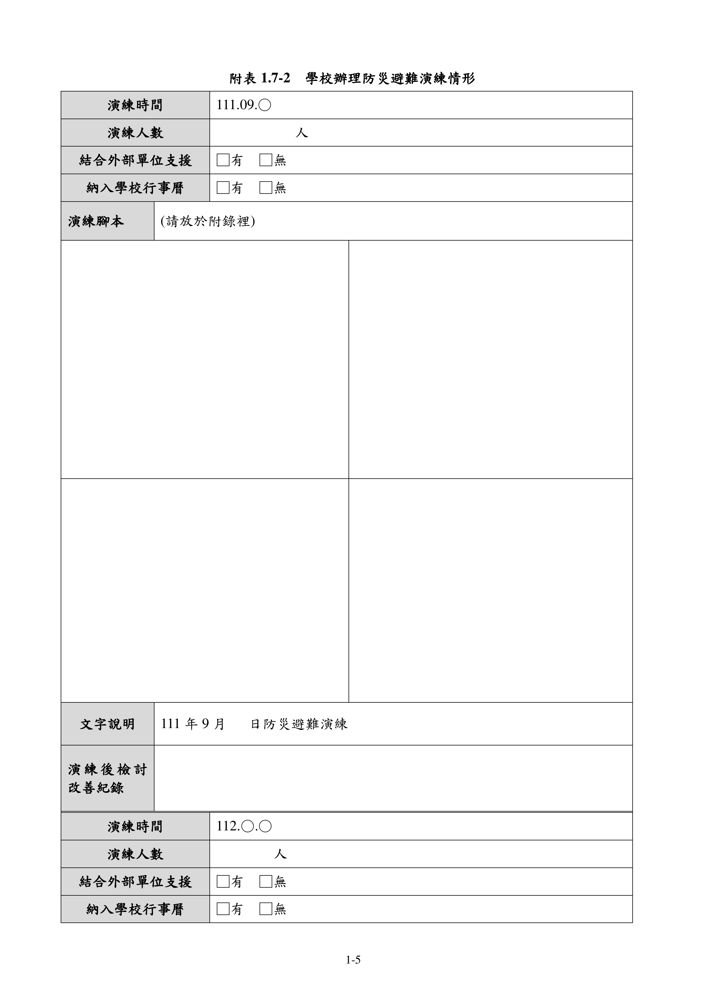 附表 1.7-2　學校辦理防災避難演練情形
演練時間　111.09.○
演練人數　人
結合外部單位支援　□有　□無
納入學校行事曆　□有　□無
演練腳本　(請放於附錄裡)
文字說明　111 年 9 月　日防災避難演練
演練後檢討
改善紀錄
演練時間　112.○.○
演練人數　人
結合外部單位支援　□有　□無
納入學校行事曆　□有　□無
1-5